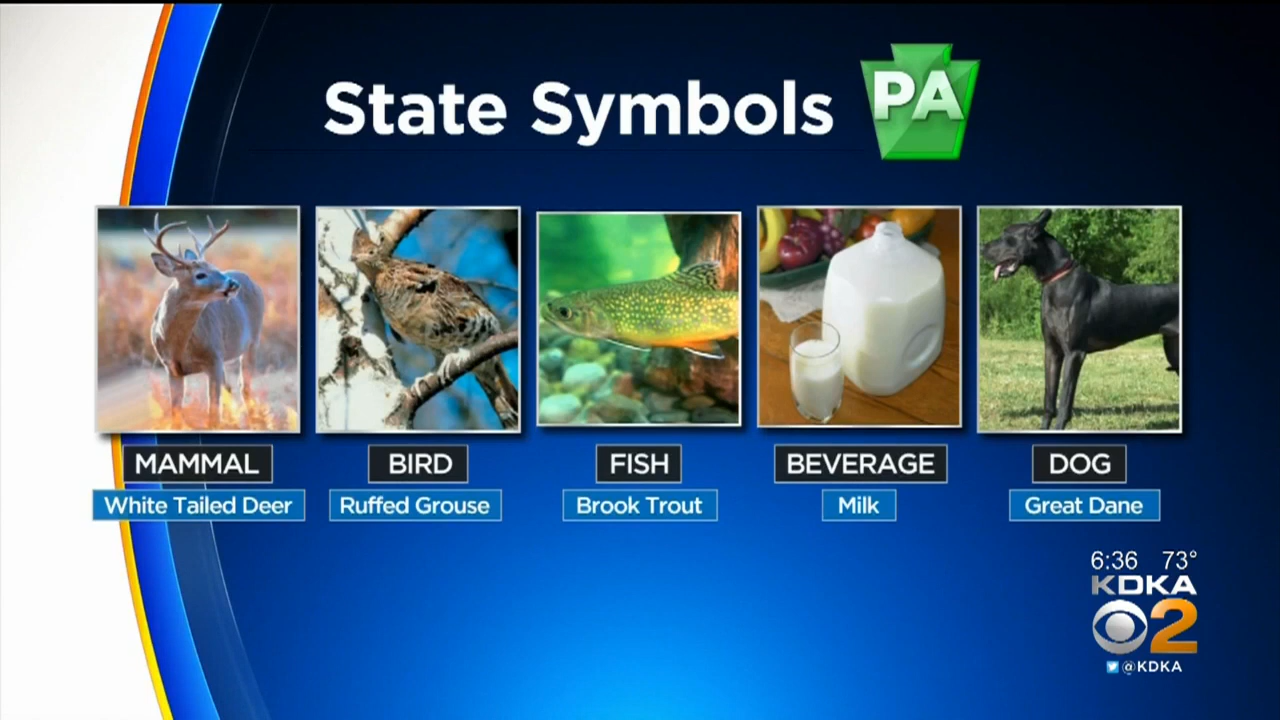 State Symbols
PA
MAMMAL
White Tailed Deer
BIRD
Ruffed Grouse
FISH
Brook Trout
BEVERAGE
Milk
DOG
Great Dane
6:36 73°
KDKA
2
@KDKA